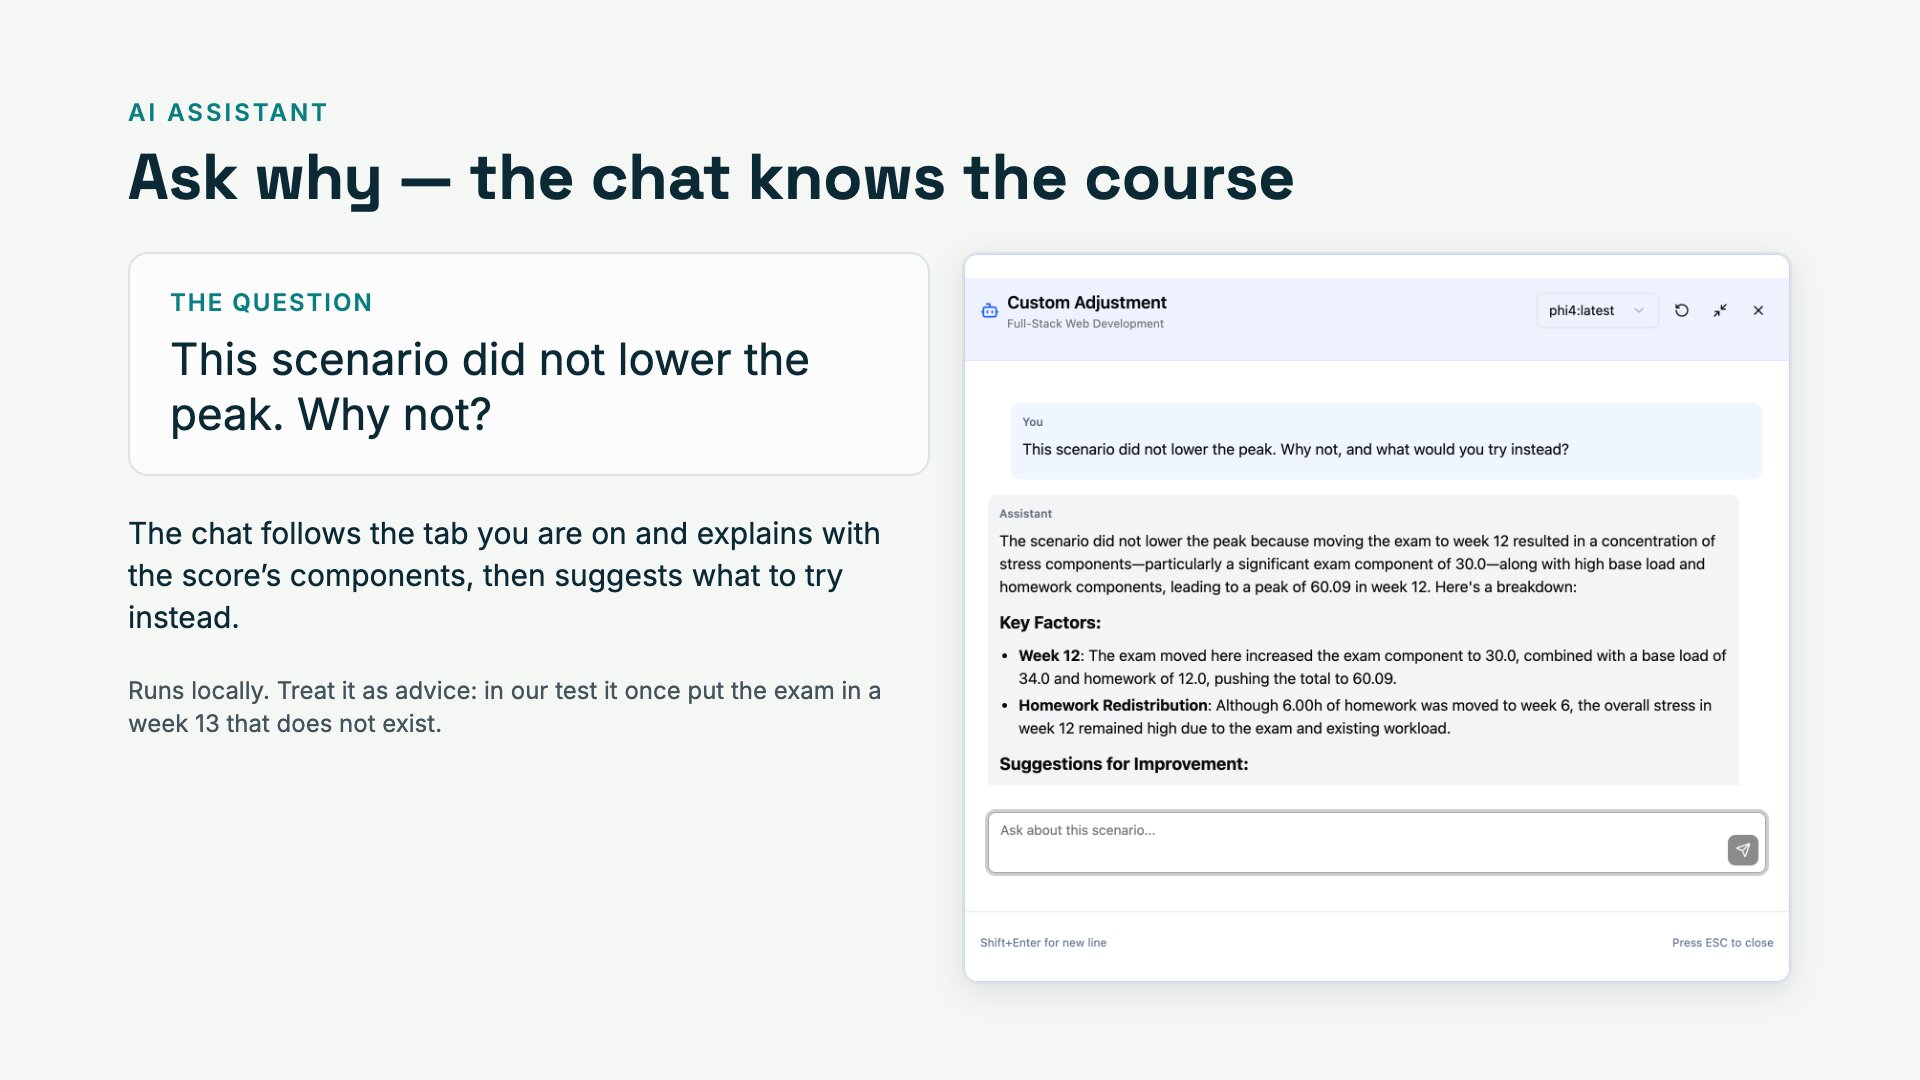 AI ASSISTANT
Ask why — the chat knows the course
THE QUESTION
This scenario did not lower the
peak. Why not?
The chat follows the tab you are on and explains with
the score’s components, then suggests what to try
instead.
Runs locally. Treat it as advice: in our test it once put the exam in a
week 13 that does not exist.
Custom Adjustment
Full-Stack Web Development
phi4:latest
You
This scenario did not lower the peak. Why not, and what would you try instead?
Assistant
The scenario did not lower the peak because moving the exam to week 12 resulted in a concentration of
stress components—particularly a significant exam component of 30.0—along with high base load and
homework components, leading to a peak of 60.09 in week 12. Here's a breakdown:
Key Factors:
• Week 12: The exam moved here increased the exam component to 30.0, combined with a base load of
34.0 and homework of 12.0, pushing the total to 60.09.
• Homework Redistribution: Although 6.00h of homework was moved to week 6, the overall stress in
week 12 remained high due to the exam and existing workload.
Suggestions for Improvement:
Ask about this scenario...
Shift+Enter for new line
Press ESC to close